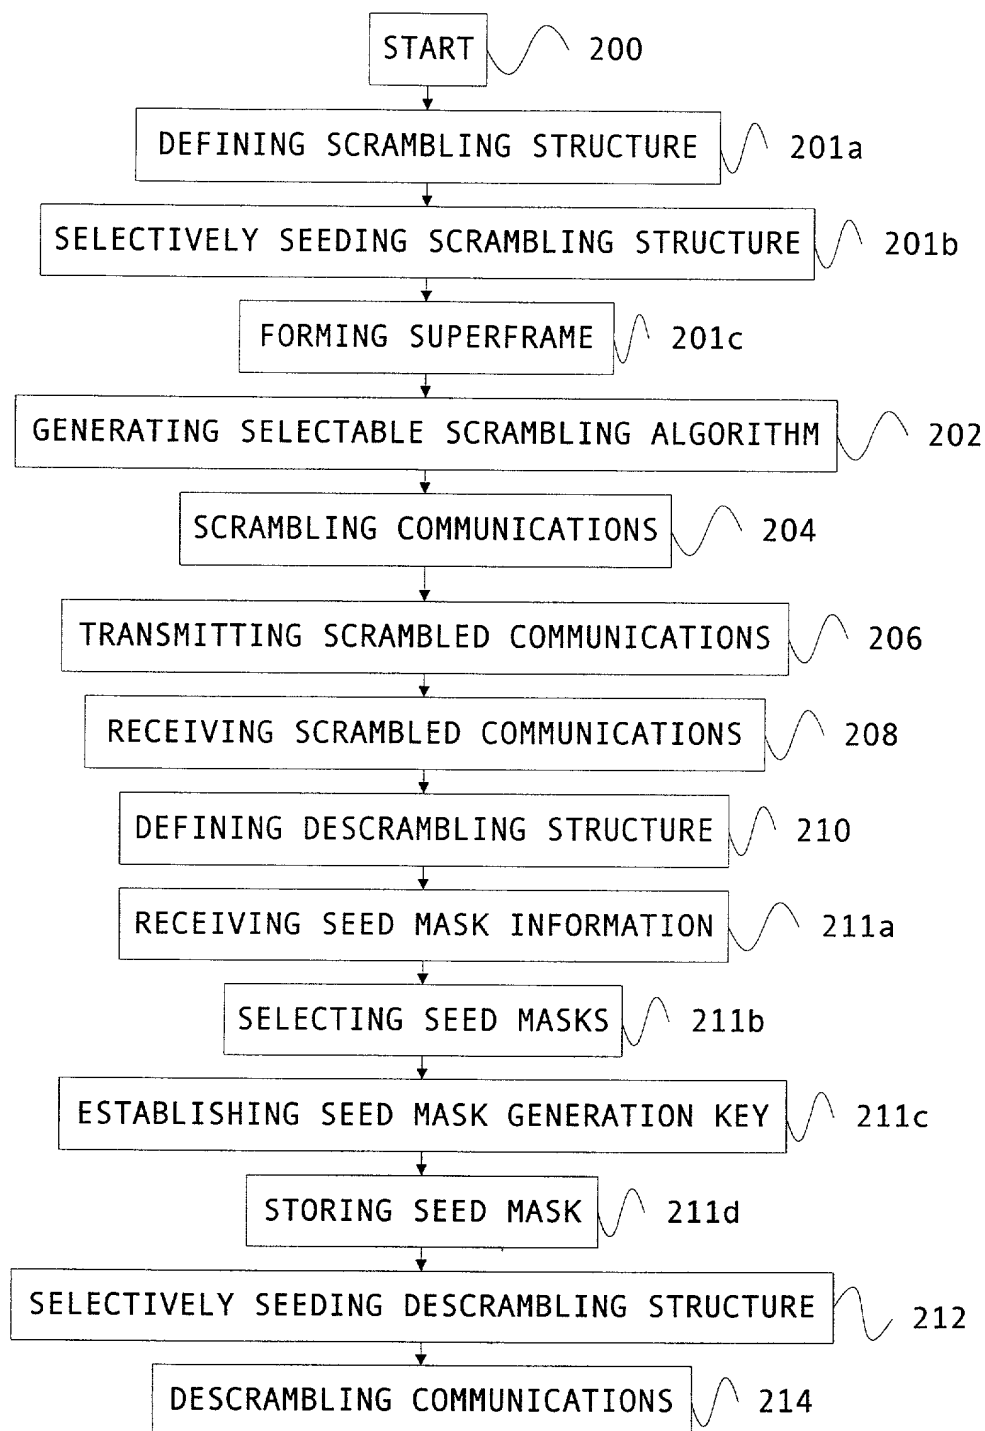 START 200
DEFINING SCRAMBLING STRUCTURE 201a
SELECTIVELY SEEDING SCRAMBLING STRUCTURE 201b
FORMING SUPERFRAME 201c
GENERATING SELECTABLE SCRAMBLING ALGORITHM 202
SCRAMBLING COMMUNICATIONS 204
TRANSMITTING SCRAMBLED COMMUNICATIONS 206
RECEIVING SCRAMBLED COMMUNICATIONS 208
DEFINING DESCRAMBLING STRUCTURE 210
RECEIVING SEED MASK INFORMATION 211a
SELECTING SEED MASKS 211b
ESTABLISHING SEED MASK GENERATION KEY 211c
STORING SEED MASK 211d
SELECTIVELY SEEDING DESCRAMBLING STRUCTURE 212
DESCRAMBLING COMMUNICATIONS 214